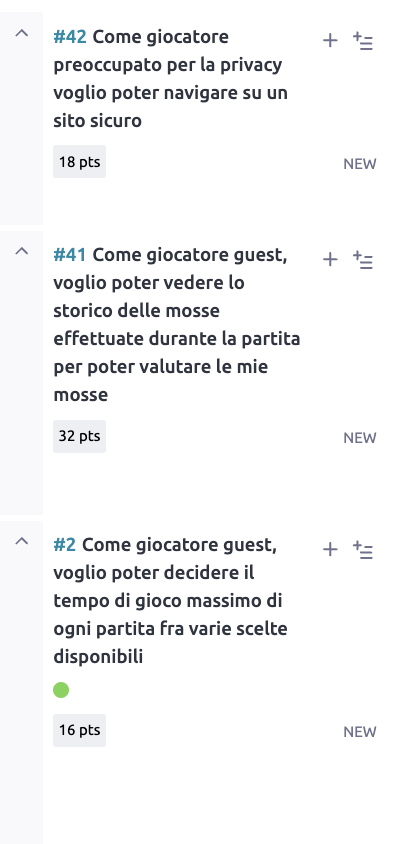 #42 Come giocatore
preoccupato per la privacy
voglio poter navigare su un
sito sicuro
18 pts
NEW
#41 Come giocatore guest,
voglio poter vedere lo
storico delle mosse
effettuate durante la partita
per poter valutare le mie
mosse
32 pts
NEW
#2 Come giocatore guest,
voglio poter decidere il
tempo di gioco massimo di
ogni partita fra varie scelte
disponibili
16 pts
NEW